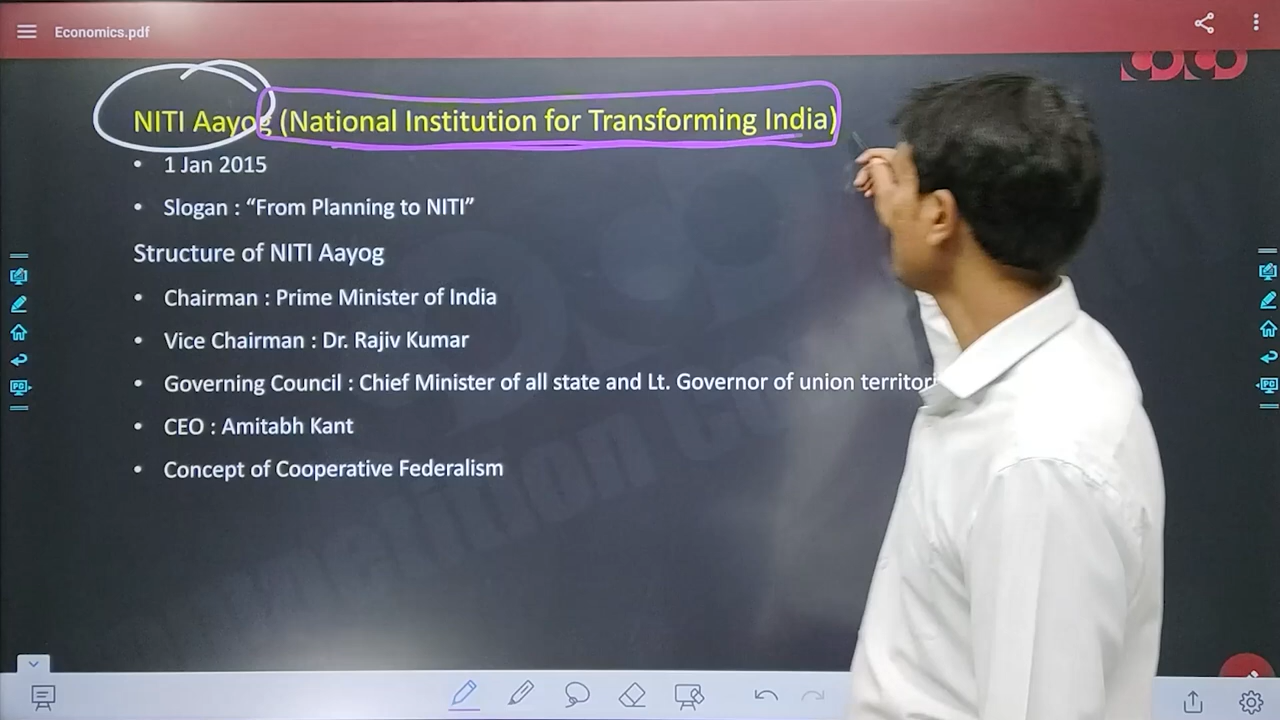 Economics.pdf
NITI Aayog (National Institution for Transforming India)
• 1 Jan 2015
• Slogan : “From Planning to NITI”
Structure of NITI Aayog
• Chairman : Prime Minister of India
• Vice Chairman : Dr. Rajiv Kumar
• Governing Council : Chief Minister of all state and Lt. Governor of union territori
• CEO : Amitabh Kant
• Concept of Cooperative Federalism